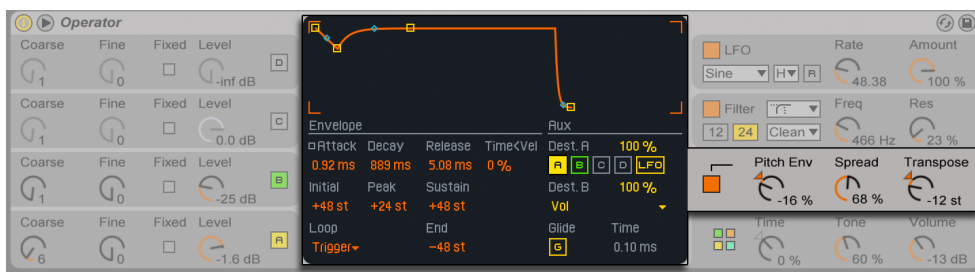 Operator
Coarse Fine Fixed Level
1 0 -inf dB D
Coarse Fine Fixed Level
1 0 0.0 dB C
Coarse Fine Fixed Level
1 0 -25 dB B
Coarse Fine Fixed Level
6 0 -1.6 dB A
Envelope
Attack Decay Release Time<Vel
0.92 ms 889 ms 5.08 ms 0 %
Initial Peak Sustain
+48 st +24 st +48 st
Loop End
Trigger -48 st
Aux
Dest. A 100 %
A B C D LFO
Dest. B 100 %
Vol
Glide Time
G 0.10 ms
LFO Rate Amount
Sine H R 48.38 100 %
Filter Freq Res
12 24 Clean 466 Hz 23 %
Pitch Env Spread Transpose
-16 % 68 % -12 st
Time Tone Volume
0 % 60 % -13 dB